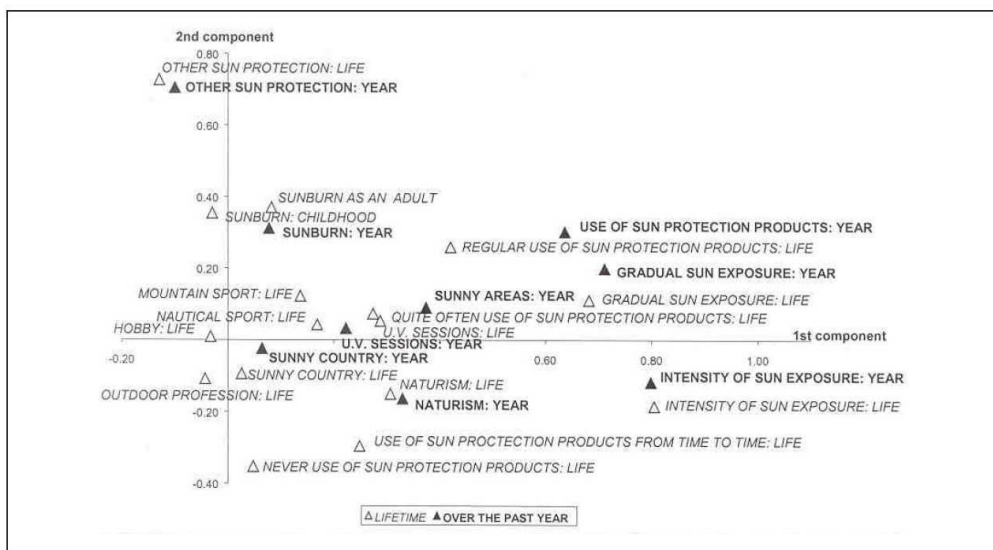 2nd component
0.80
OTHER SUN PROTECTION: LIFE
OTHER SUN PROTECTION: YEAR
0.60
0.40
SUNBURN AS AN ADULT
SUNBURN: CHILDHOOD
SUNBURN: YEAR
USE OF SUN PROTECTION PRODUCTS: YEAR
REGULAR USE OF SUN PROTECTION PRODUCTS: LIFE
0.20
GRADUAL SUN EXPOSURE: YEAR
MOUNTAIN SPORT: LIFE
SUNNY AREAS: YEAR
GRADUAL SUN EXPOSURE: LIFE
NAUTICAL SPORT: LIFE
QUITE OFTEN USE OF SUN PROTECTION PRODUCTS: LIFE
HOBBY: LIFE
U.V. SESSIONS: LIFE
1st component
U.V. SESSIONS: YEAR
-0.20
0.60
0.80
1.00
SUNNY COUNTRY: YEAR
SUNNY COUNTRY: LIFE
INTENSITY OF SUN EXPOSURE: YEAR
NATURISM: LIFE
OUTDOOR PROFESSION: LIFE
NATURISM: YEAR
INTENSITY OF SUN EXPOSURE: LIFE
-0.20
USE OF SUN PROCTECTION PRODUCTS FROM TIME TO TIME: LIFE
NEVER USE OF SUN PROTECTION PRODUCTS: LIFE
-0.40
LIFETIME OVER THE PAST YEAR